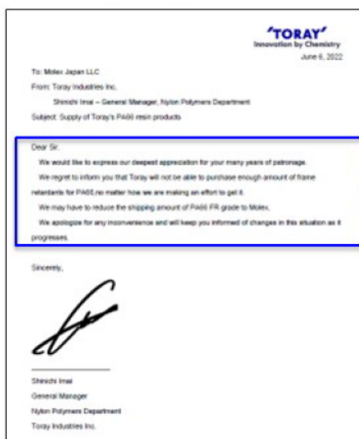 'TORAY'
Innovation by Chemistry
June 6, 2022
To: Molex Japan LLC
From: Toray Industries Inc.
Shinichi Imai – General Manager, Nylon Polymers Department
Subject: Supply of Toray's PA66 resin products
Dear Sir.
We would like to express our deepest appreciation for your many years of patronage.
We regret to inform you that Toray will not be able to purchase enough amount of frame
retardants for PA66,no matter how we are making an effort to get it.
We may have to reduce the shipping amount of PA66 FR grade to Molex.
We apologize for any inconvenience and will keep you informed of changes in this situation as it
progresses.
Sincerely,
Shinichi Imai
General Manager
Nylon Polymers Department
Toray Industries Inc.